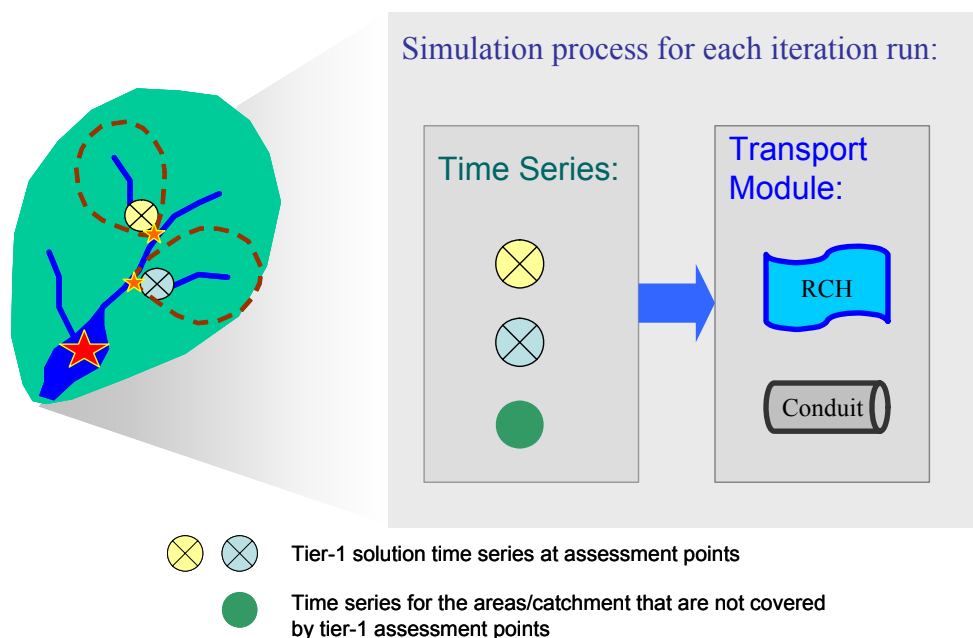 Simulation process for each iteration run:
Time Series:
Transport
Module:
RCH
Conduit
Tier-1 solution time series at assessment points
Time series for the areas/catchment that are not covered
by tier-1 assessment points